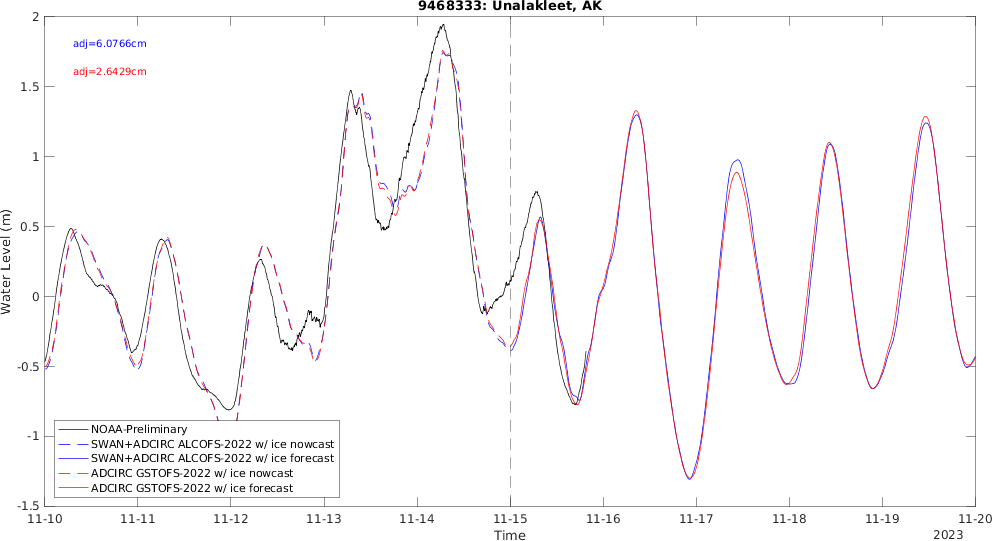 9468333: Unalakleet, AK
adj=6.0766cm
adj=2.6429cm
Water Level (m)
2
1.5
1
0.5
0
-0.5
-1
-1.5
NOAA-Preliminary
SWAN+ADCIRC ALCOFS-2022 w/ ice nowcast
SWAN+ADCIRC ALCOFS-2022 w/ ice forecast
ADCIRC GSTOFS-2022 w/ ice nowcast
ADCIRC GSTOFS-2022 w/ ice forecast
11-10 11-11 11-12 11-13 11-14 11-15 11-16 11-17 11-18 11-19 11-20
Time
2023